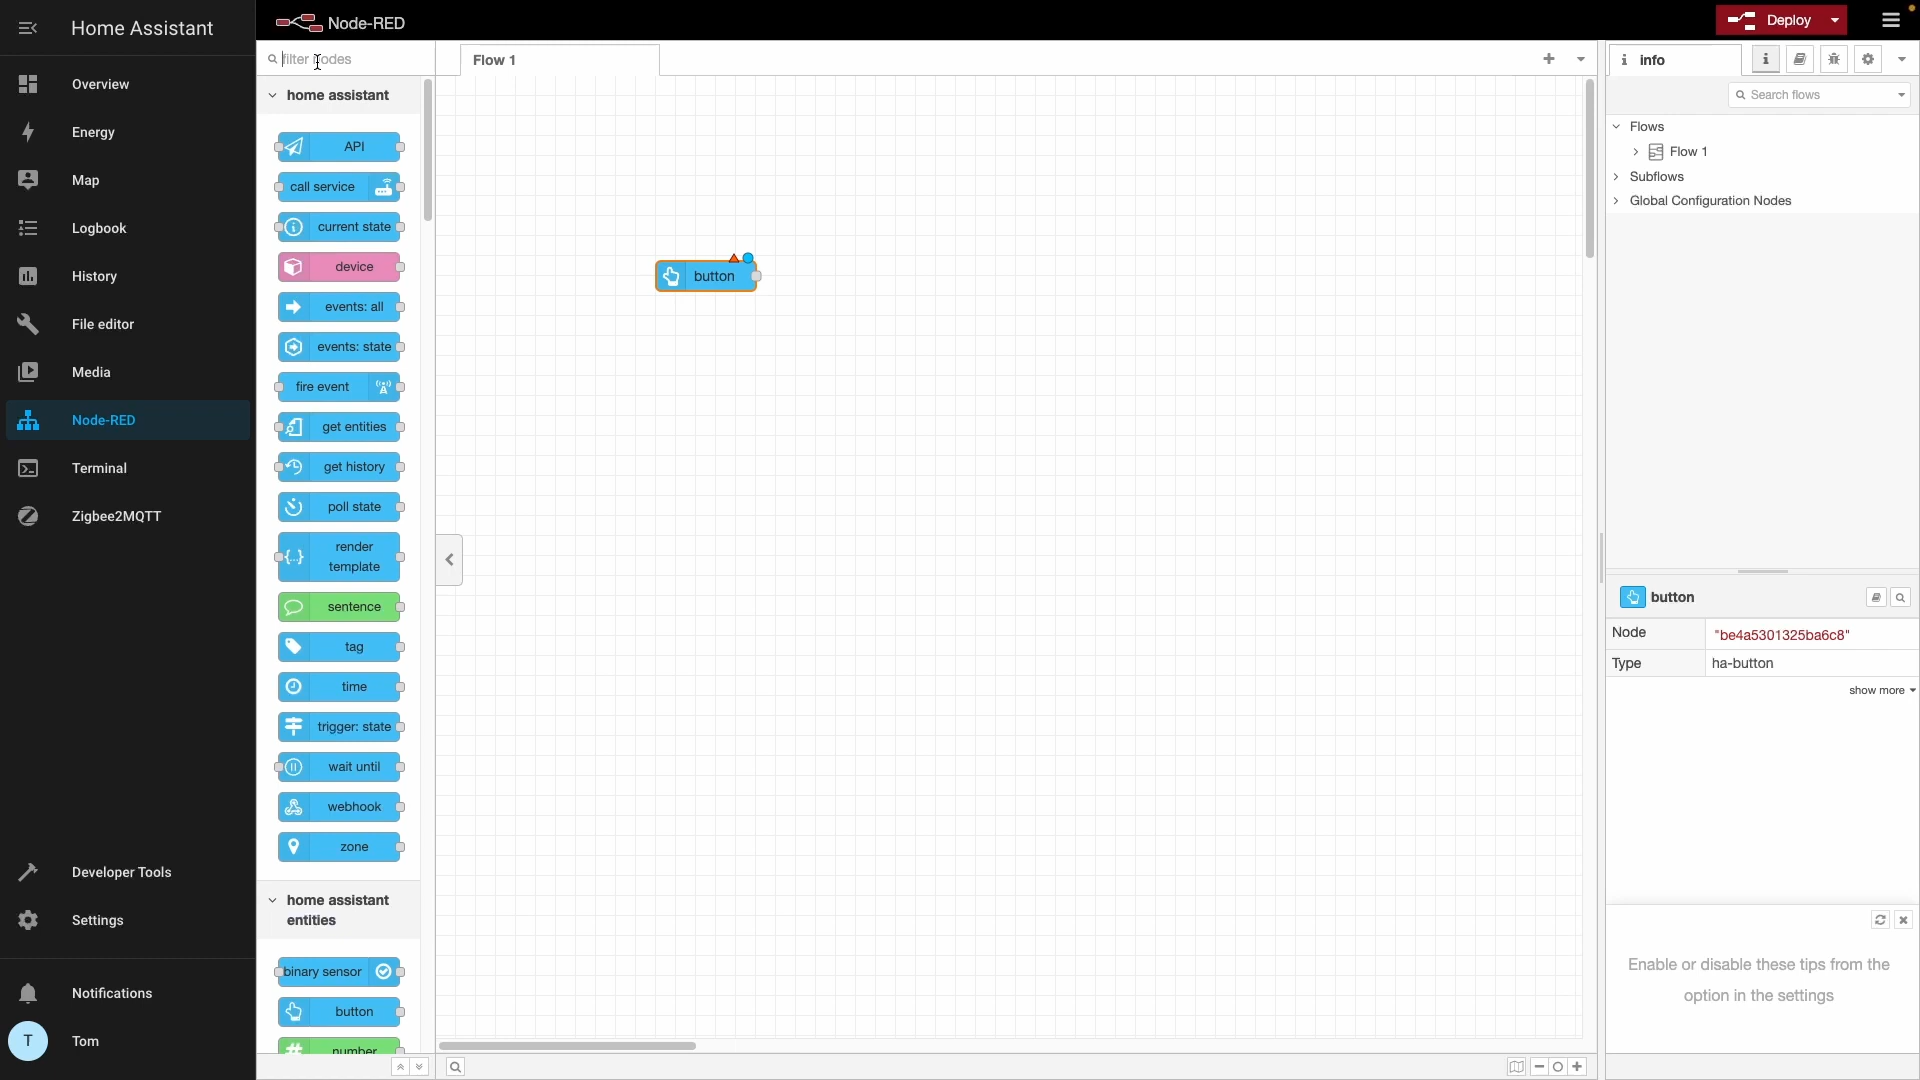 Home Assistant
Overview
Energy
Map
Logbook
History
File editor
Media
Node-RED
Terminal
Zigbee2MQTT
Developer Tools
Settings
Notifications
T
Tom
Node-RED
Deploy
filter nodes
home assistant
API
call service
current state
device
events: all
events: state
fire event
get entities
get history
poll state
render
template
sentence
tag
time
trigger: state
wait until
webhook
zone
home assistant
entities
binary sensor
button
number
Flow 1
button
i info
Search flows
Flows
Flow 1
Subflows
Global Configuration Nodes
button
Node "be4a5301325ba6c8"
Type ha-button
show more
Enable or disable these tips from the
option in the settings